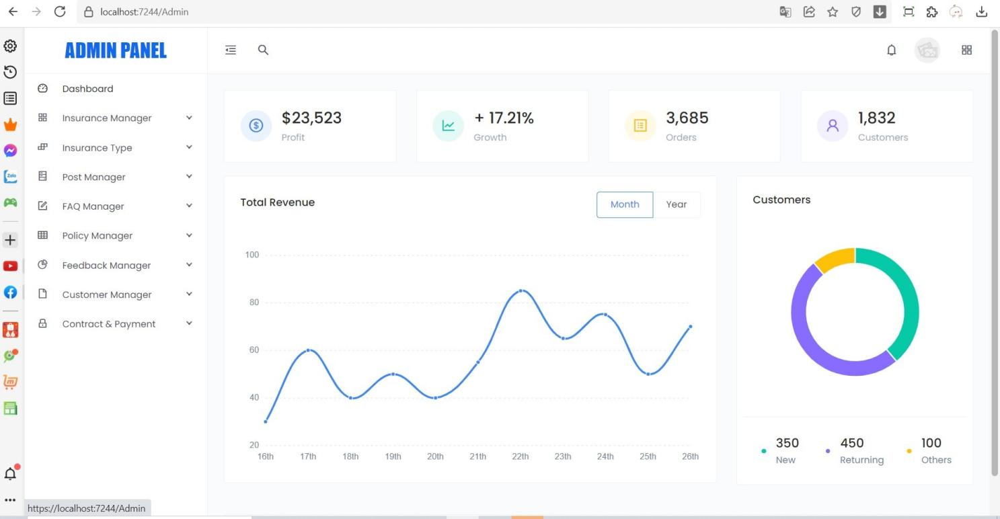 localhost:7244/Admin
ADMIN PANEL
Dashboard
Insurance Manager
Insurance Type
Post Manager
FAQ Manager
Policy Manager
Feedback Manager
Customer Manager
Contract & Payment
$23,523
Profit
+ 17.21%
Growth
3,685
Orders
1,832
Customers
Total Revenue
Month Year
100
80
60
40
20
16th 17th 18th 19th 20th 21th 22th 23th 24th 25th 26th
Customers
350
New
450
Returning
100
Others
Zalo
6.6
https://localhost:7244/Admin